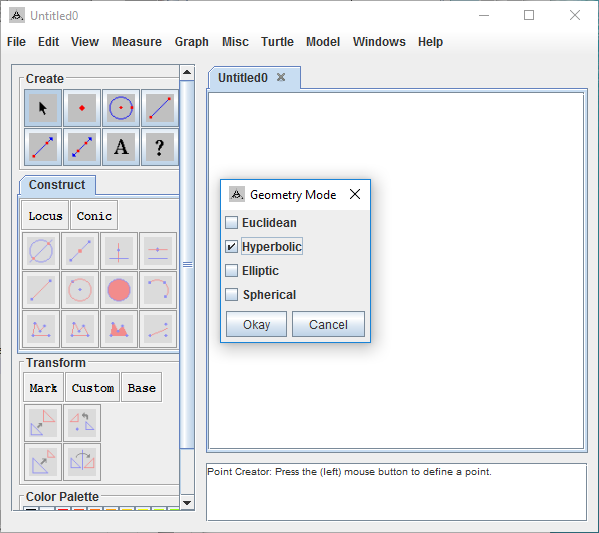 Untitled0
File Edit View Measure Graph Misc Turtle Model Windows Help
Create
A ?
Construct
Locus Conic
Transform
Mark Custom Base
Color Palette
Untitled0
Geometry Mode
Euclidean
Hyperbolic
Elliptic
Spherical
Okay Cancel
Point Creator: Press the (left) mouse button to define a point.